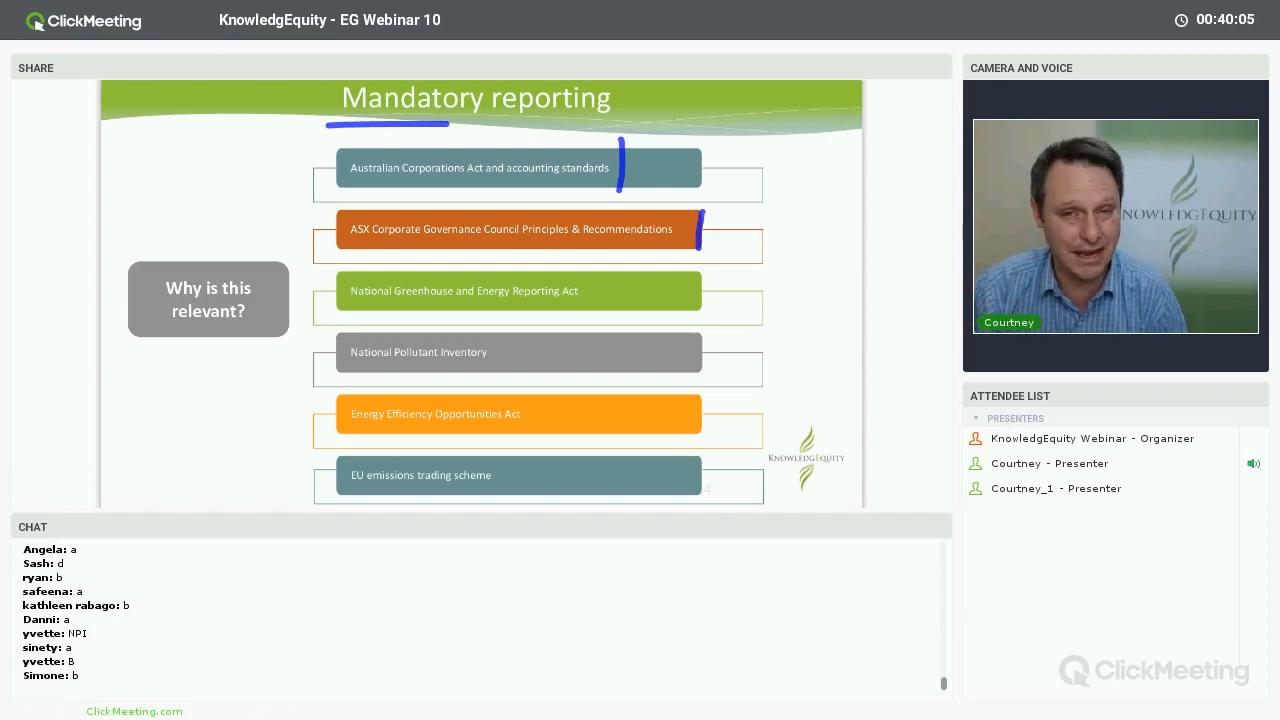 ClickMeeting
KnowledgEquity - EG Webinar 10
00:40:05
SHARE
Mandatory reporting
Australian Corporations Act and accounting standards
ASX Corporate Governance Council Principles & Recommendations
National Greenhouse and Energy Reporting Act
Why is this
relevant?
National Pollutant Inventory
Energy Efficiency Opportunities Act
EU emissions trading scheme
KNOWLEDGEQUITY
CAMERA AND VOICE
KNOWLEDGEQUITY
Courtney
ATTENDEE LIST
PRESENTERS
KnowledgEquity Webinar - Organizer
Courtney - Presenter
Courtney_1 - Presenter
CHAT
Angela: a
Sash: d
ryan: b
safeena: a
kathleen rabago: b
Danni: a
yvette: NPI
sinety: a
yvette: B
Simone: b
ClickMeeting
ClickMeeting.com